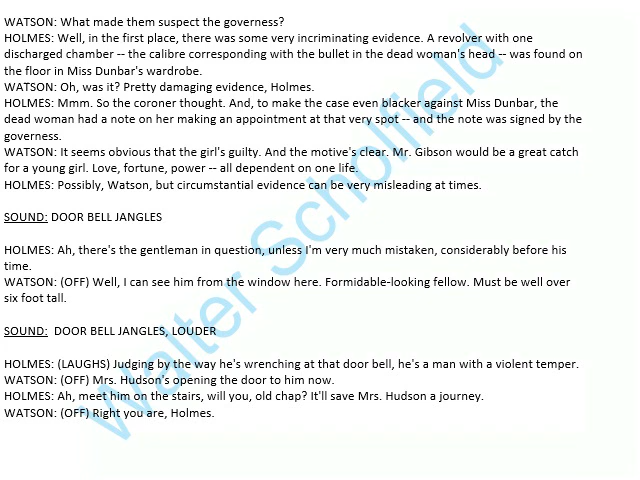 WATSON: What made them suspect the governess?
HOLMES: Well, in the first place, there was some very incriminating evidence. A revolver with one
discharged chamber -- the calibre corresponding with the bullet in the dead woman's head -- was found on
the floor in Miss Dunbar's wardrobe.
WATSON: Oh, was it? Pretty damaging evidence, Holmes.
HOLMES: Mmm. So the coroner thought. And, to make the case even blacker against Miss Dunbar, the
dead woman had a note on her making an appointment at that very spot -- and the note was signed by the
governess.
WATSON: It seems obvious that the girl's guilty. And the motive's clear. Mr. Gibson would be a great catch
for a young girl. Love, fortune, power -- all dependent on one life.
HOLMES: Possibly, Watson, but circumstantial evidence can be very misleading at times.
SOUND: DOOR BELL JANGLES
HOLMES: Ah, there's the gentleman in question, unless I'm very much mistaken, considerably before his
time.
WATSON: (OFF) Well, I can see him from the window here. Formidable-looking fellow. Must be well over
six foot tall.
SOUND: DOOR BELL JANGLES, LOUDER
HOLMES: (LAUGHS) Judging by the way he's wrenching at that door bell, he's a man with a violent temper.
WATSON: (OFF) Mrs. Hudson's opening the door to him now.
HOLMES: Ah, meet him on the stairs, will you, old chap? It'll save Mrs. Hudson a journey.
WATSON: (OFF) Right you are, Holmes.
Walter Scholfield